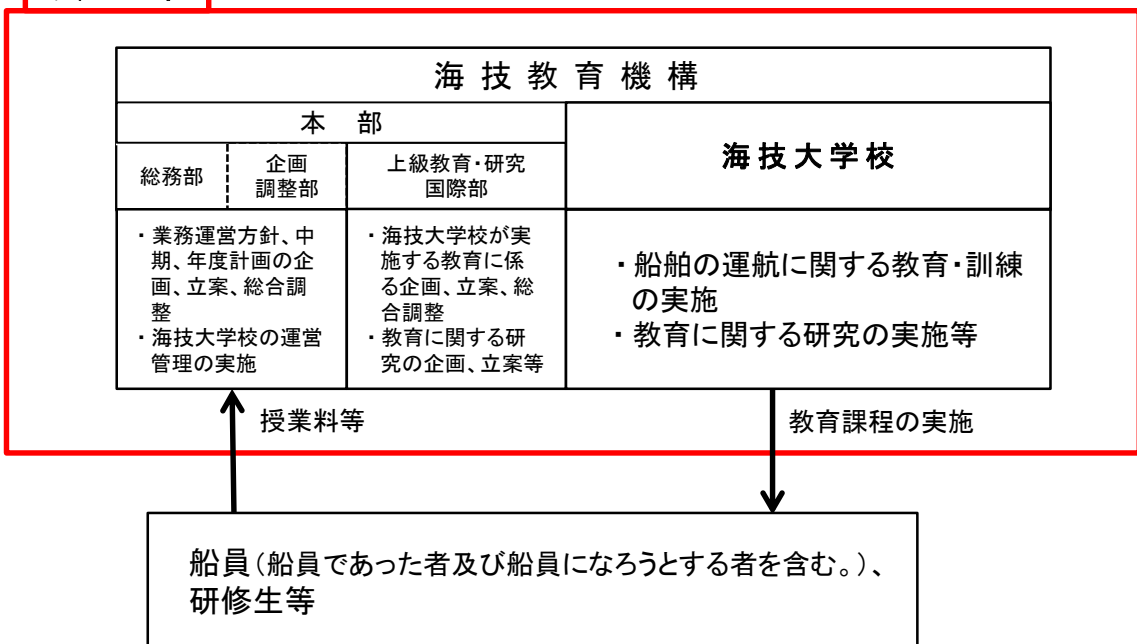 海技教育機構
本　部
海技大学校
総務部
企画
調整部
上級教育・研究
国際部
・業務運営方針、中
期、年度計画の企
画、立案、総合調
整
・海技大学校の運営
管理の実施
・海技大学校が実
施する教育に係
る企画、立案、総
合調整
・教育に関する研
究の企画、立案等
・船舶の運航に関する教育・訓練
の実施
・教育に関する研究の実施等
授業料等
教育課程の実施
船員（船員であった者及び船員になろうとする者を含む。）、
研修生等